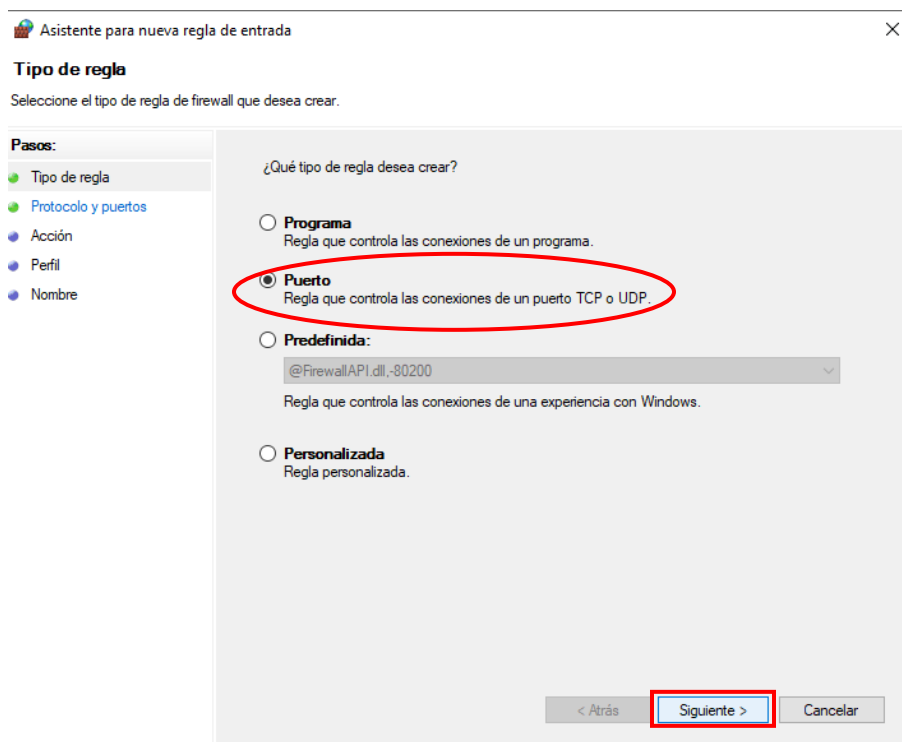 Asistente para nueva regla de entrada
Tipo de regla
Seleccione el tipo de regla de firewall que desea crear.
Pasos:
Tipo de regla
Protocolo y puertos
Acción
Perfil
Nombre
¿Qué tipo de regla desea crear?
Programa
Regla que controla las conexiones de un programa.
Puerto
Regla que controla las conexiones de un puerto TCP o UDP.
Predefinida:
@FirewallAPI.dll,-80200
Regla que controla las conexiones de una experiencia con Windows.
Personalizada
Regla personalizada.
< Atrás
Siguiente >
Cancelar